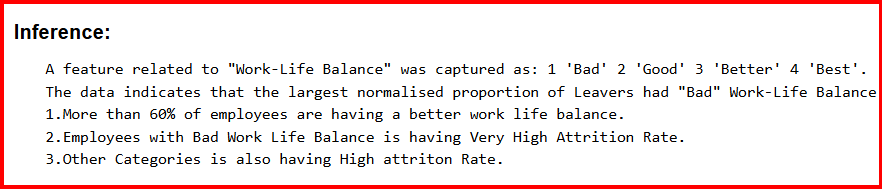 Inference:
A feature related to "Work-Life Balance" was captured as: 1 'Bad' 2 'Good' 3 'Better' 4 'Best'.
The data indicates that the largest normalised proportion of Leavers had "Bad" Work-Life Balance
1.More than 60% of employees are having a better work life balance.
2.Employees with Bad Work Life Balance is having Very High Attrition Rate.
3.Other Categories is also having High attriton Rate.